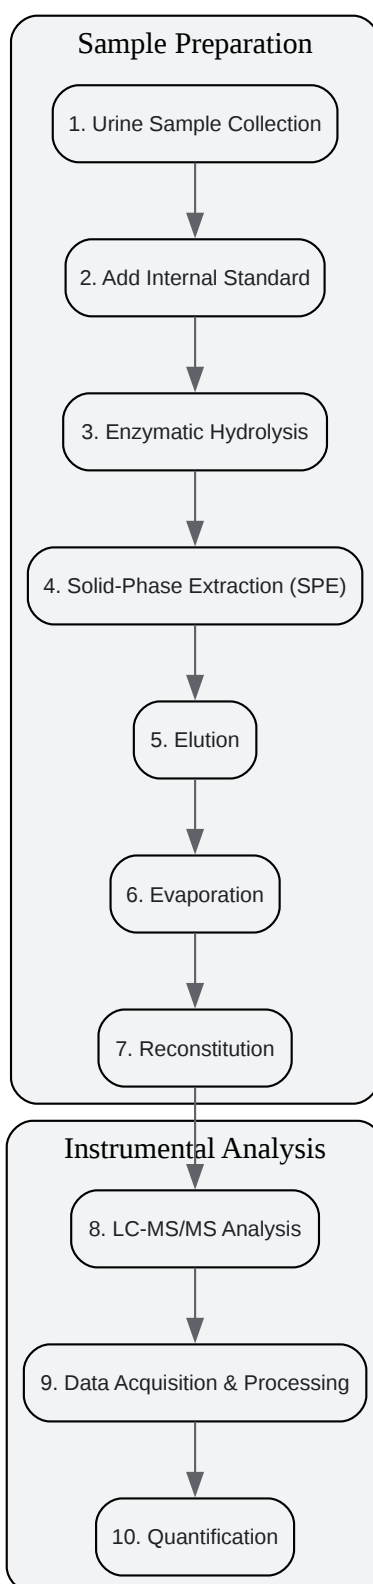 Sample Preparation
1. Urine Sample Collection
2. Add Internal Standard
3. Enzymatic Hydrolysis
4. Solid-Phase Extraction (SPE)
5. Elution
6. Evaporation
7. Reconstitution
Instrumental Analysis
8. LC-MS/MS Analysis
9. Data Acquisition & Processing
10. Quantification